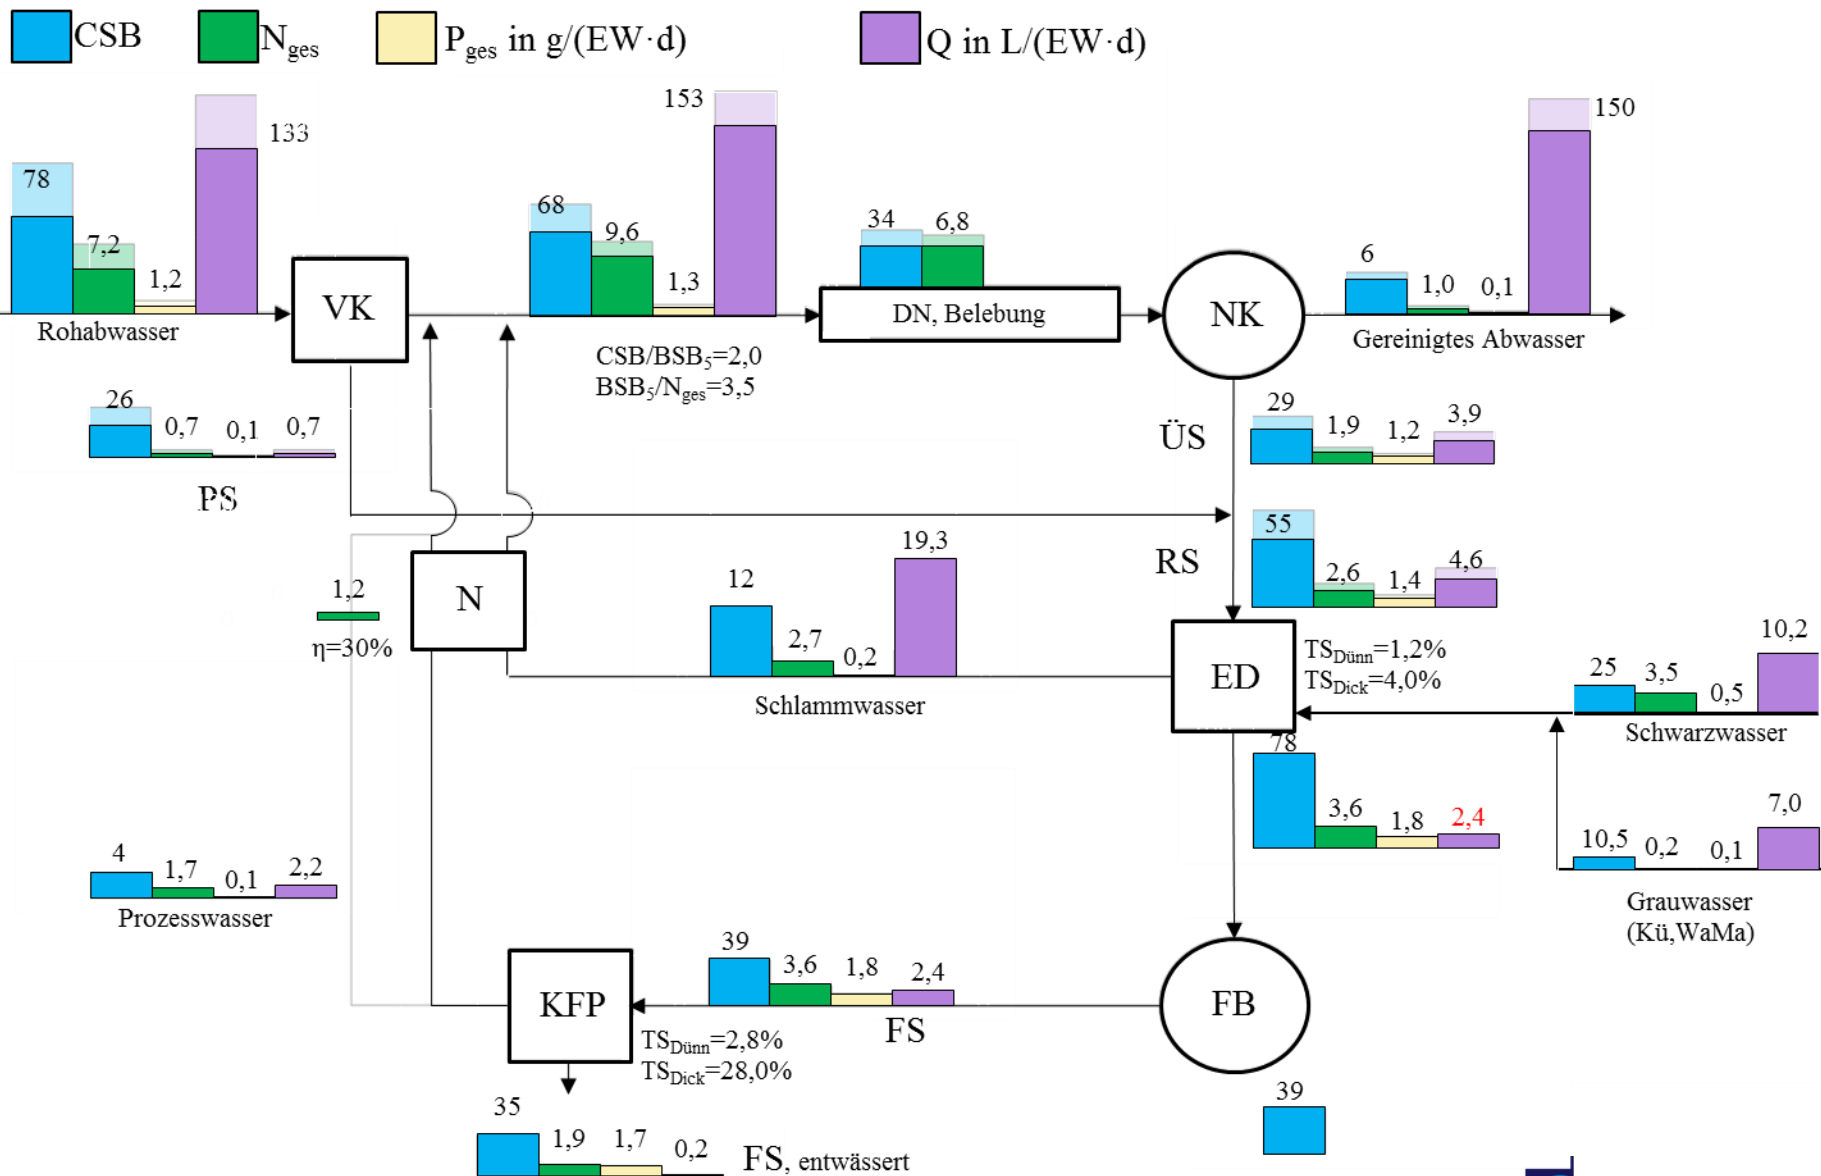 CSB
N_ges
P_ges in g/(EW·d)
Q in L/(EW·d)
78
7,2
1,2
133
Rohabwasser
VK
68
9,6
1,3
153
CSB/BSB₅=2,0
BSB₅/N_ges=3,5
34
6,8
DN, Belebung
NK
6
1,0
0,1
150
Gereinigtes Abwasser
26
0,7
0,1
0,7
PS
ÜS
29
1,9
1,2
3,9
RS
55
2,6
1,4
4,6
N
1,2
η=30%
12
2,7
0,2
19,3
Schlammwasser
ED
TS_Dünn=1,2%
TS_Dick=4,0%
25
3,5
0,5
10,2
Schwarzwasser
78
3,6
1,8
2,4
10,5
0,2
0,1
7,0
Grauwasser
(Kü,WaMa)
4
1,7
0,1
2,2
Prozesswasser
KFP
39
3,6
1,8
2,4
FS
TS_Dünn=2,8%
TS_Dick=28,0%
FB
39
35
1,9
1,7
0,2
FS, entwässert